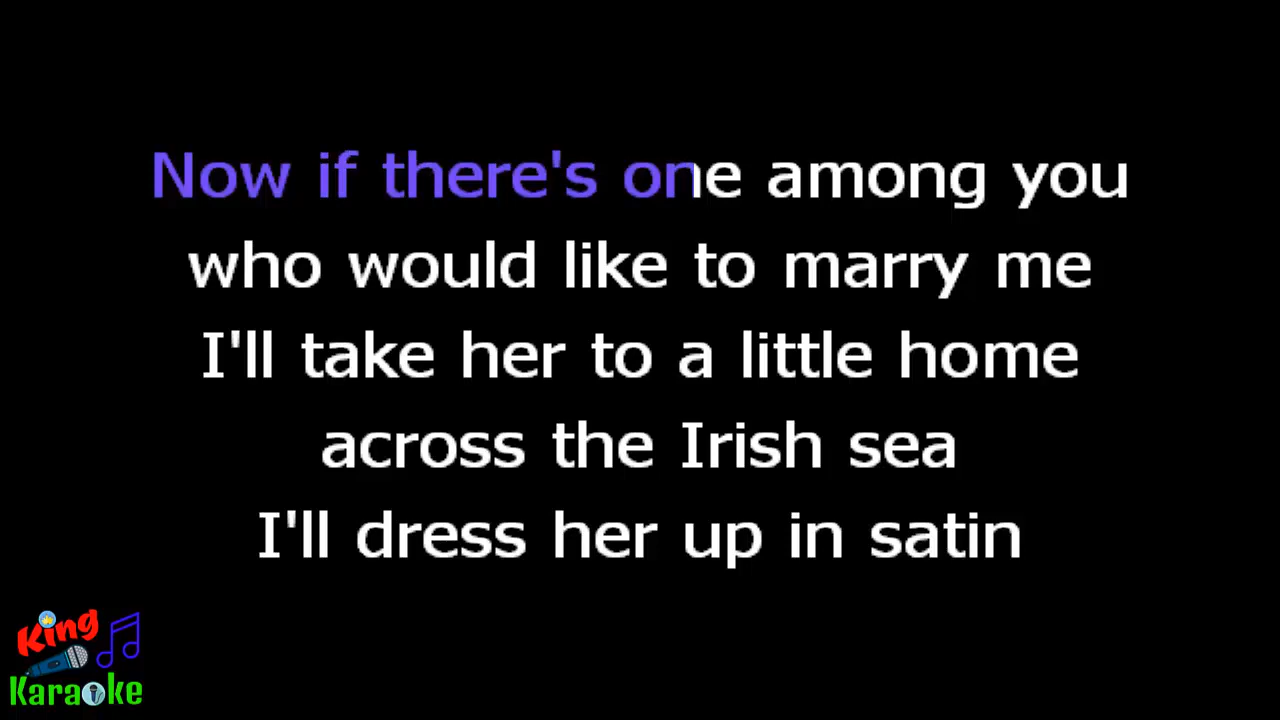 Now if there's one among you
who would like to marry me
I'll take her to a little home
across the Irish sea
I'll dress her up in satin
King
Karaoke